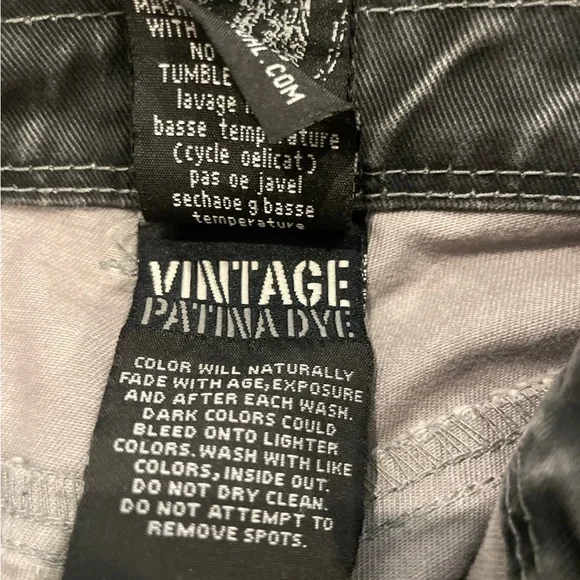 MACHI
WITH
NO
TUMBLE
.COM
lavage
basse temperature
(cycle oelicat)
pas oe javel
sechaoe g basse
temperature
VINTAGE
PATINA DYE
COLOR WILL NATURALLY
FADE WITH AGE, EXPOSURE
AND AFTER EACH WASH.
DARK COLORS COULD
BLEED ONTO LIGHTER
COLORS. WASH WITH LIKE
COLORS, INSIDE OUT.
DO NOT DRY CLEAN.
DO NOT ATTEMPT TO
REMOVE SPOTS.